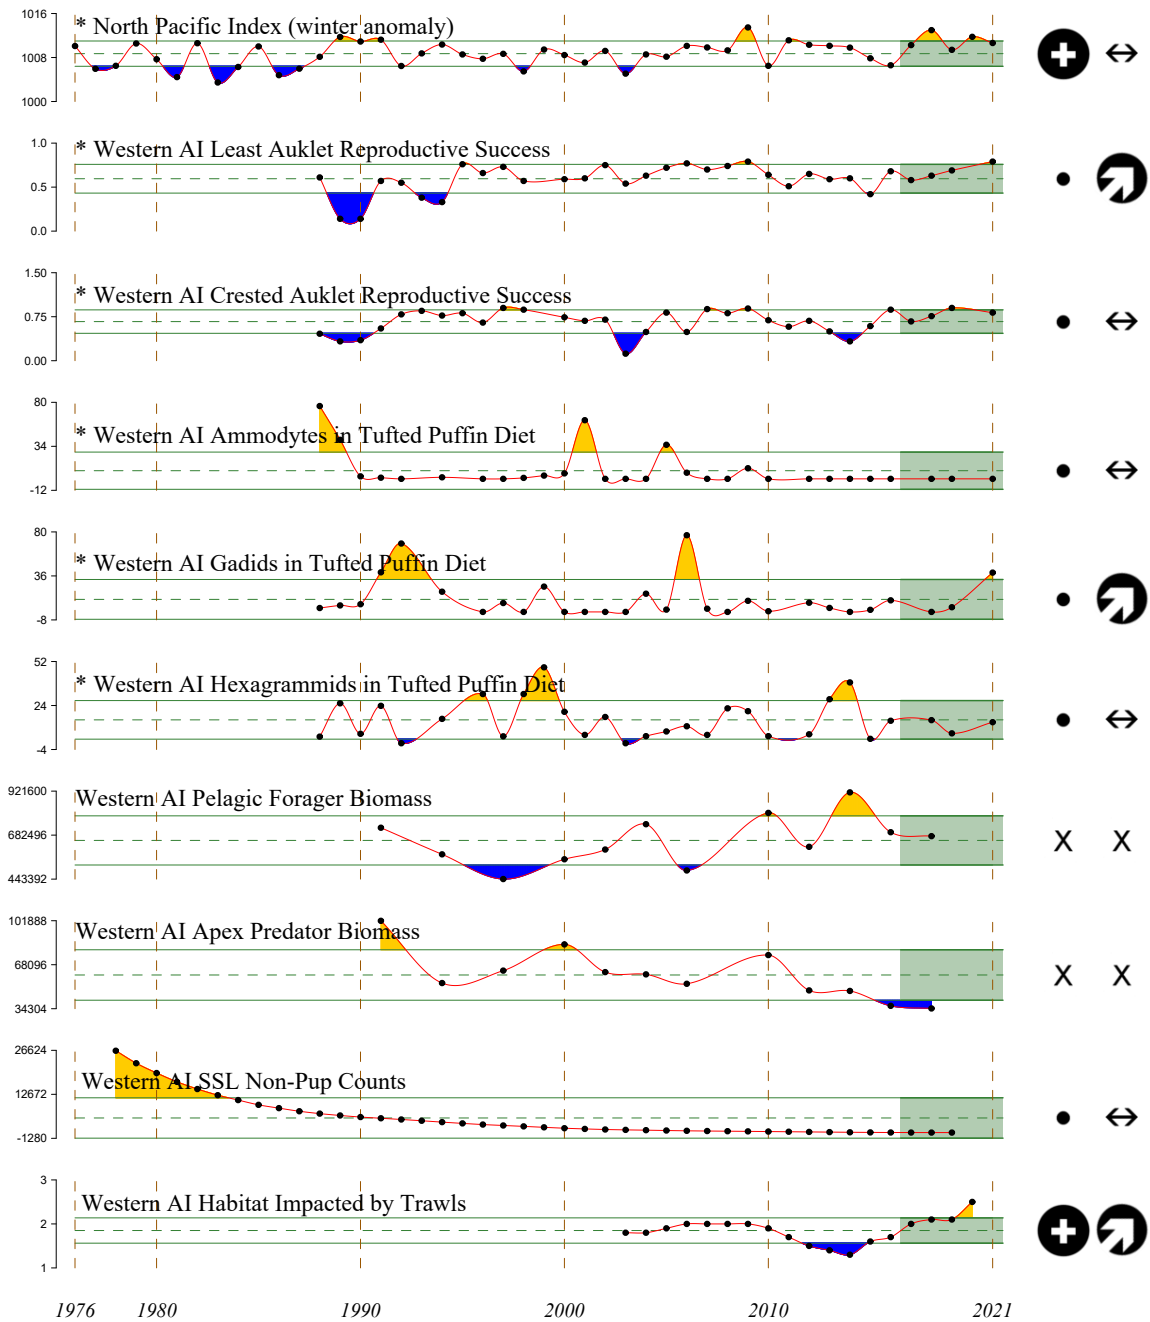 * North Pacific Index (winter anomaly)
1016
1008
1000
* Western AI Least Auklet Reproductive Success
1.0
0.5
0.0
* Western AI Crested Auklet Reproductive Success
1.50
0.75
0.00
* Western AI Ammodytes in Tufted Puffin Diet
80
34
-12
* Western AI Gadids in Tufted Puffin Diet
80
36
-8
* Western AI Hexagrammids in Tufted Puffin Diet
52
24
-4
Western AI Pelagic Forager Biomass
921600
682496
443392
X X
Western AI Apex Predator Biomass
101888
68096
34304
X X
Western AI SSL Non-Pup Counts
26624
12672
-1280
Western AI Habitat Impacted by Trawls
3
2
1
1976 1980 1990 2000 2010 2021